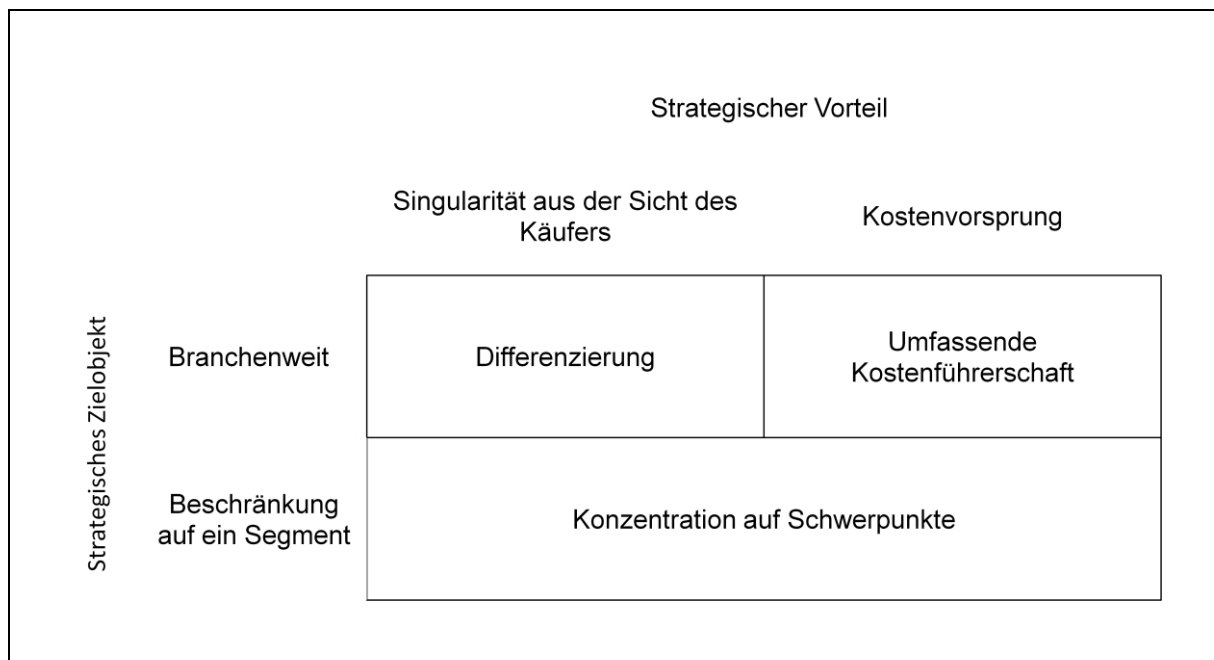 Strategischer Vorteil
Singularität aus der Sicht des
Käufers
Kostenvorsprung
Strategisches Zielobjekt
Branchenweit
Differenzierung
Umfassende
Kostenführerschaft
Beschränkung
auf ein Segment
Konzentration auf Schwerpunkte